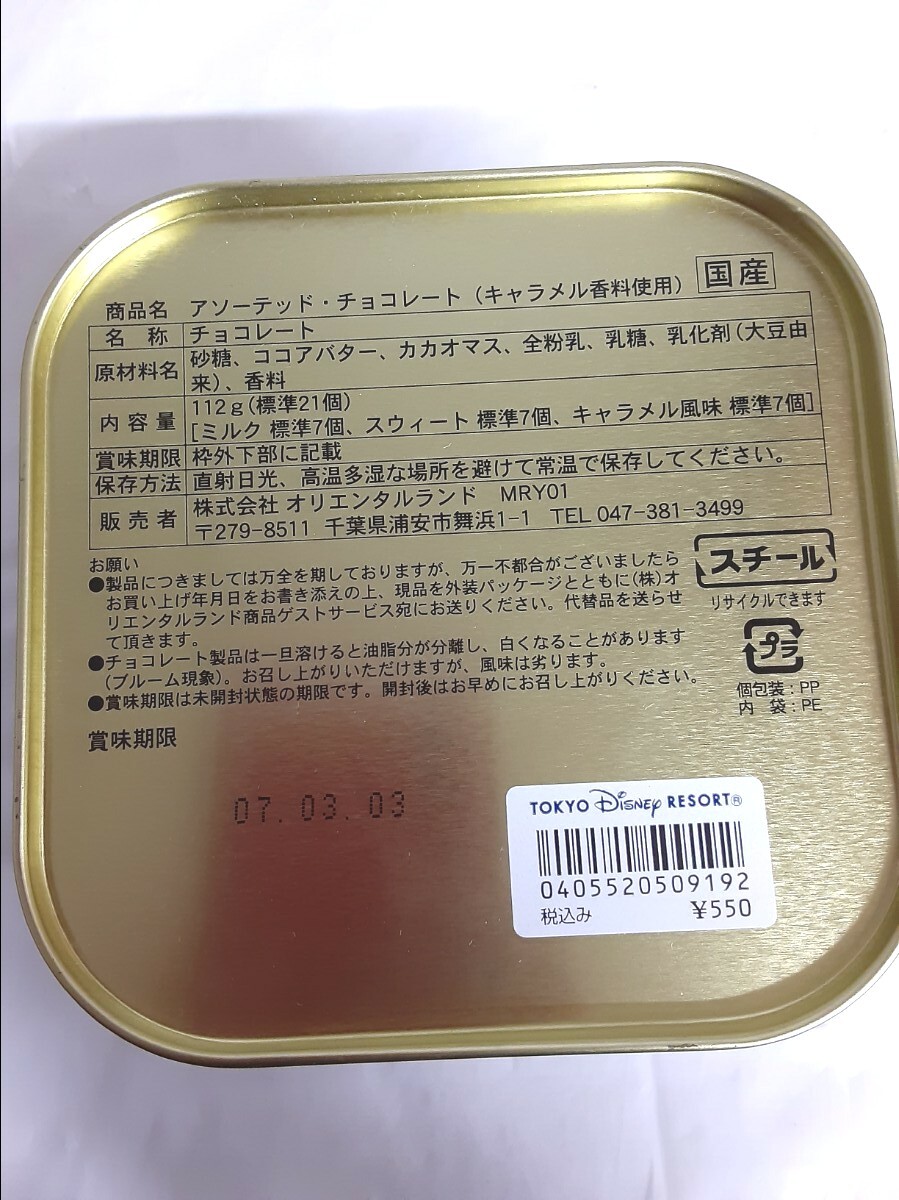 商品名 アソーテッド・チョコレート（キャラメル香料使用） 国産
名 称 チョコレート
原材料名 砂糖、ココアバター、カカオマス、全粉乳、乳糖、乳化剤（大豆由
来）、香料
内容量 112g(標準21個)
[ミルク 標準7個、スウィート 標準7個、キャラメル風味 標準7個]
賞味期限 枠外下部に記載
保存方法 直射日光、高温多湿な場所を避けて常温で保存してください。
販売者 株式会社 オリエンタルランド MRY01
〒279-8511 千葉県浦安市舞浜1-1 TEL 047-381-3499
お願い
●製品につきましては万全を期しておりますが、万一不都合がございましたら
お買い上げ年月日をお書き添えの上、現品を外装パッケージとともに(株)オ
リエンタルランド商品ゲストサービス宛にお送りください。代替品を送らせ
て頂きます。
●チョコレート製品は一旦溶けると油脂分が分離し、白くなることがあります
(ブルーム現象)。お召し上がりいただけますが、風味は劣ります。
●賞味期限は未開封状態の期限です。開封後はお早めにお召し上がりください。
スチール
リサイクルできます
プラ
個包装：PP
内 袋：PE
賞味期限
07.03.03
TOKYO Disney RESORT®
0405520509192
税込み ¥550